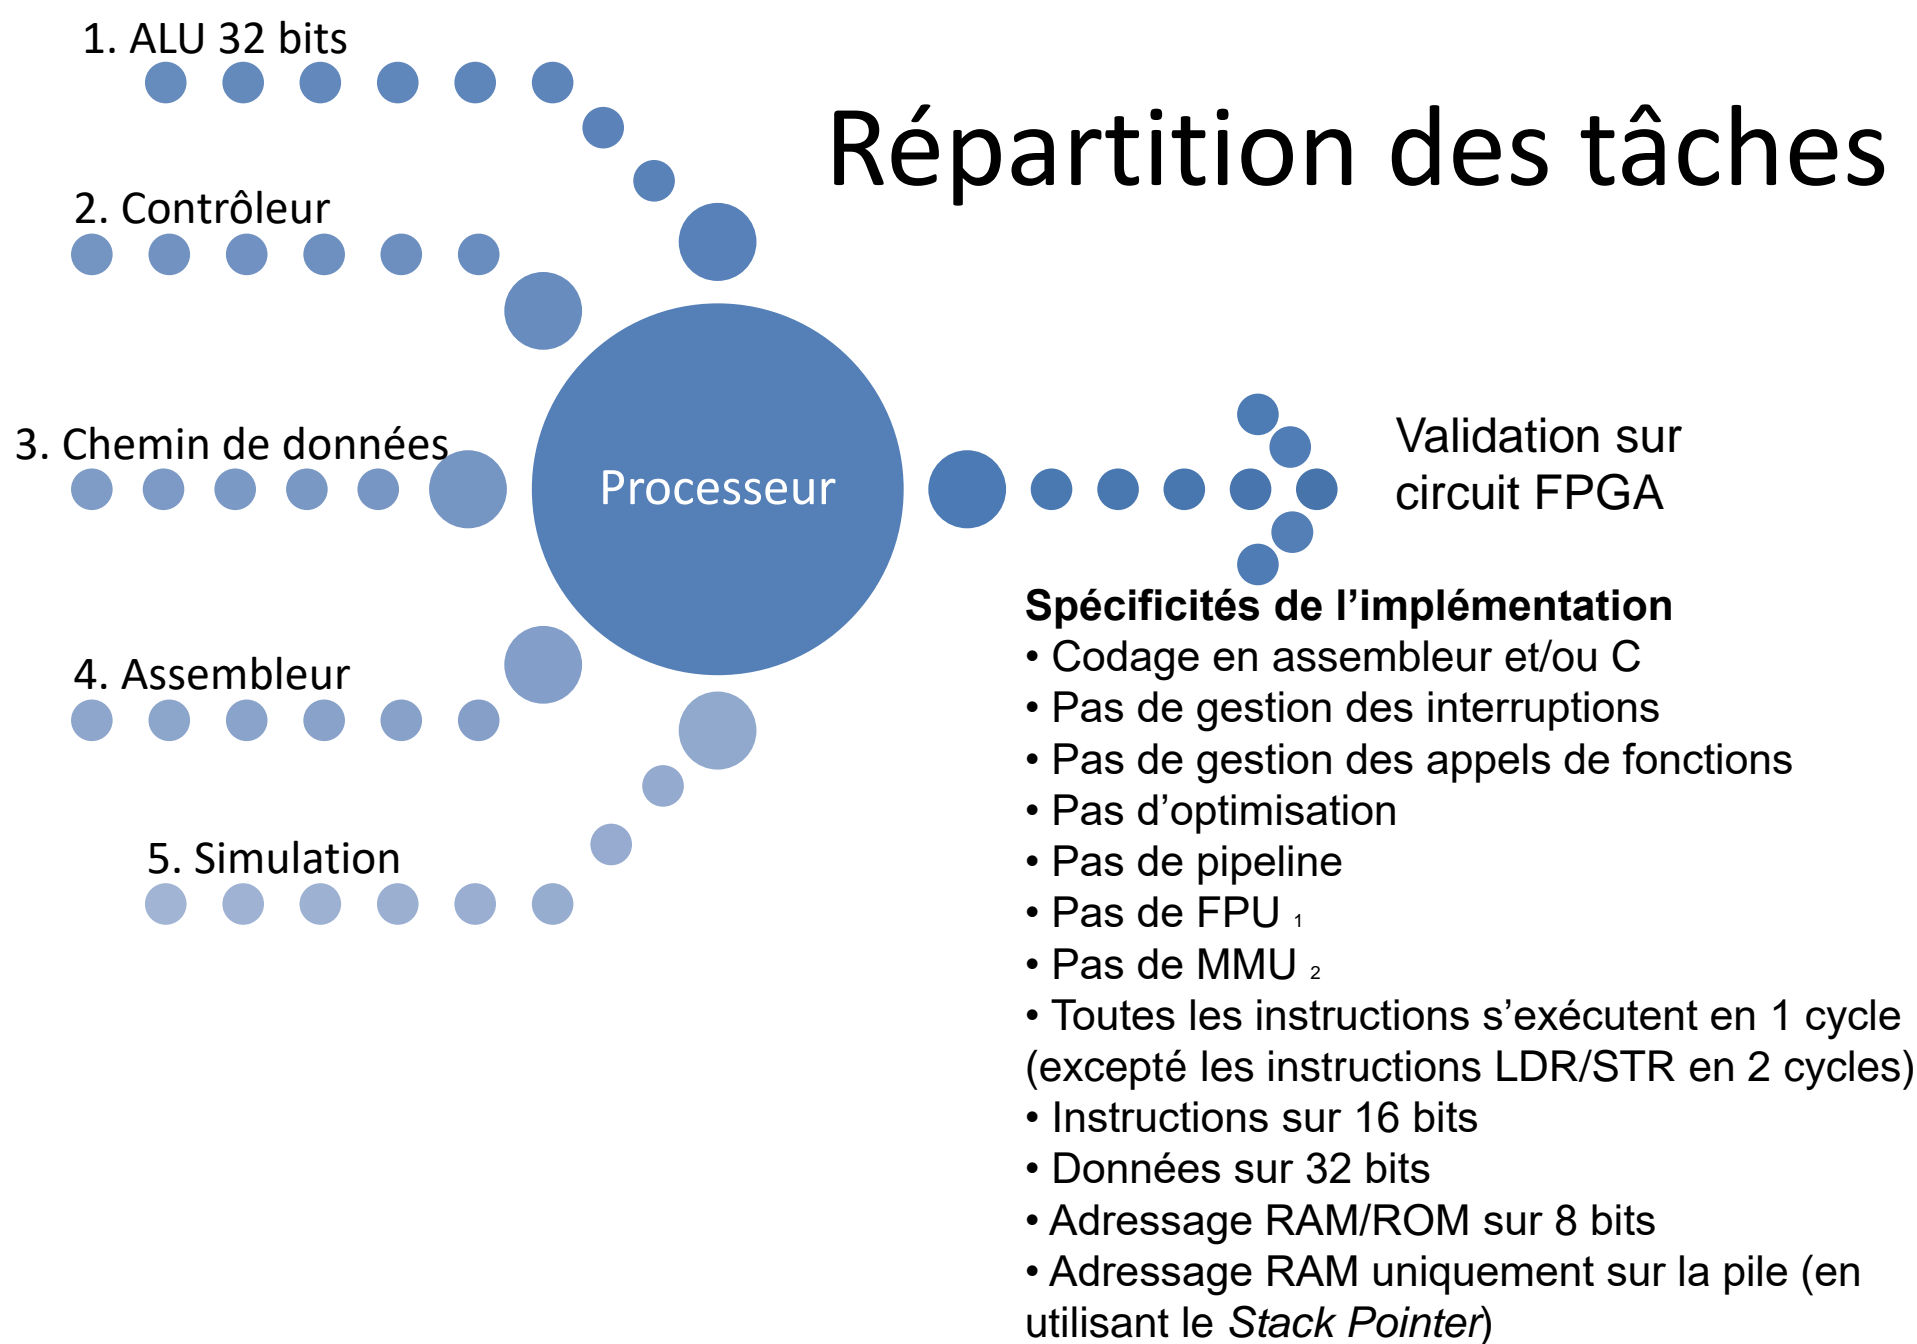 Répartition des tâches
1. ALU 32 bits
2. Contrôleur
3. Chemin de données
4. Assembleur
5. Simulation
Processeur
Validation sur
circuit FPGA
Spécificités de l’implémentation
• Codage en assembleur et/ou C
• Pas de gestion des interruptions
• Pas de gestion des appels de fonctions
• Pas d’optimisation
• Pas de pipeline
• Pas de FPU 1
• Pas de MMU 2
• Toutes les instructions s’exécutent en 1 cycle
(excepté les instructions LDR/STR en 2 cycles)
• Instructions sur 16 bits
• Données sur 32 bits
• Adressage RAM/ROM sur 8 bits
• Adressage RAM uniquement sur la pile (en
utilisant le Stack Pointer)